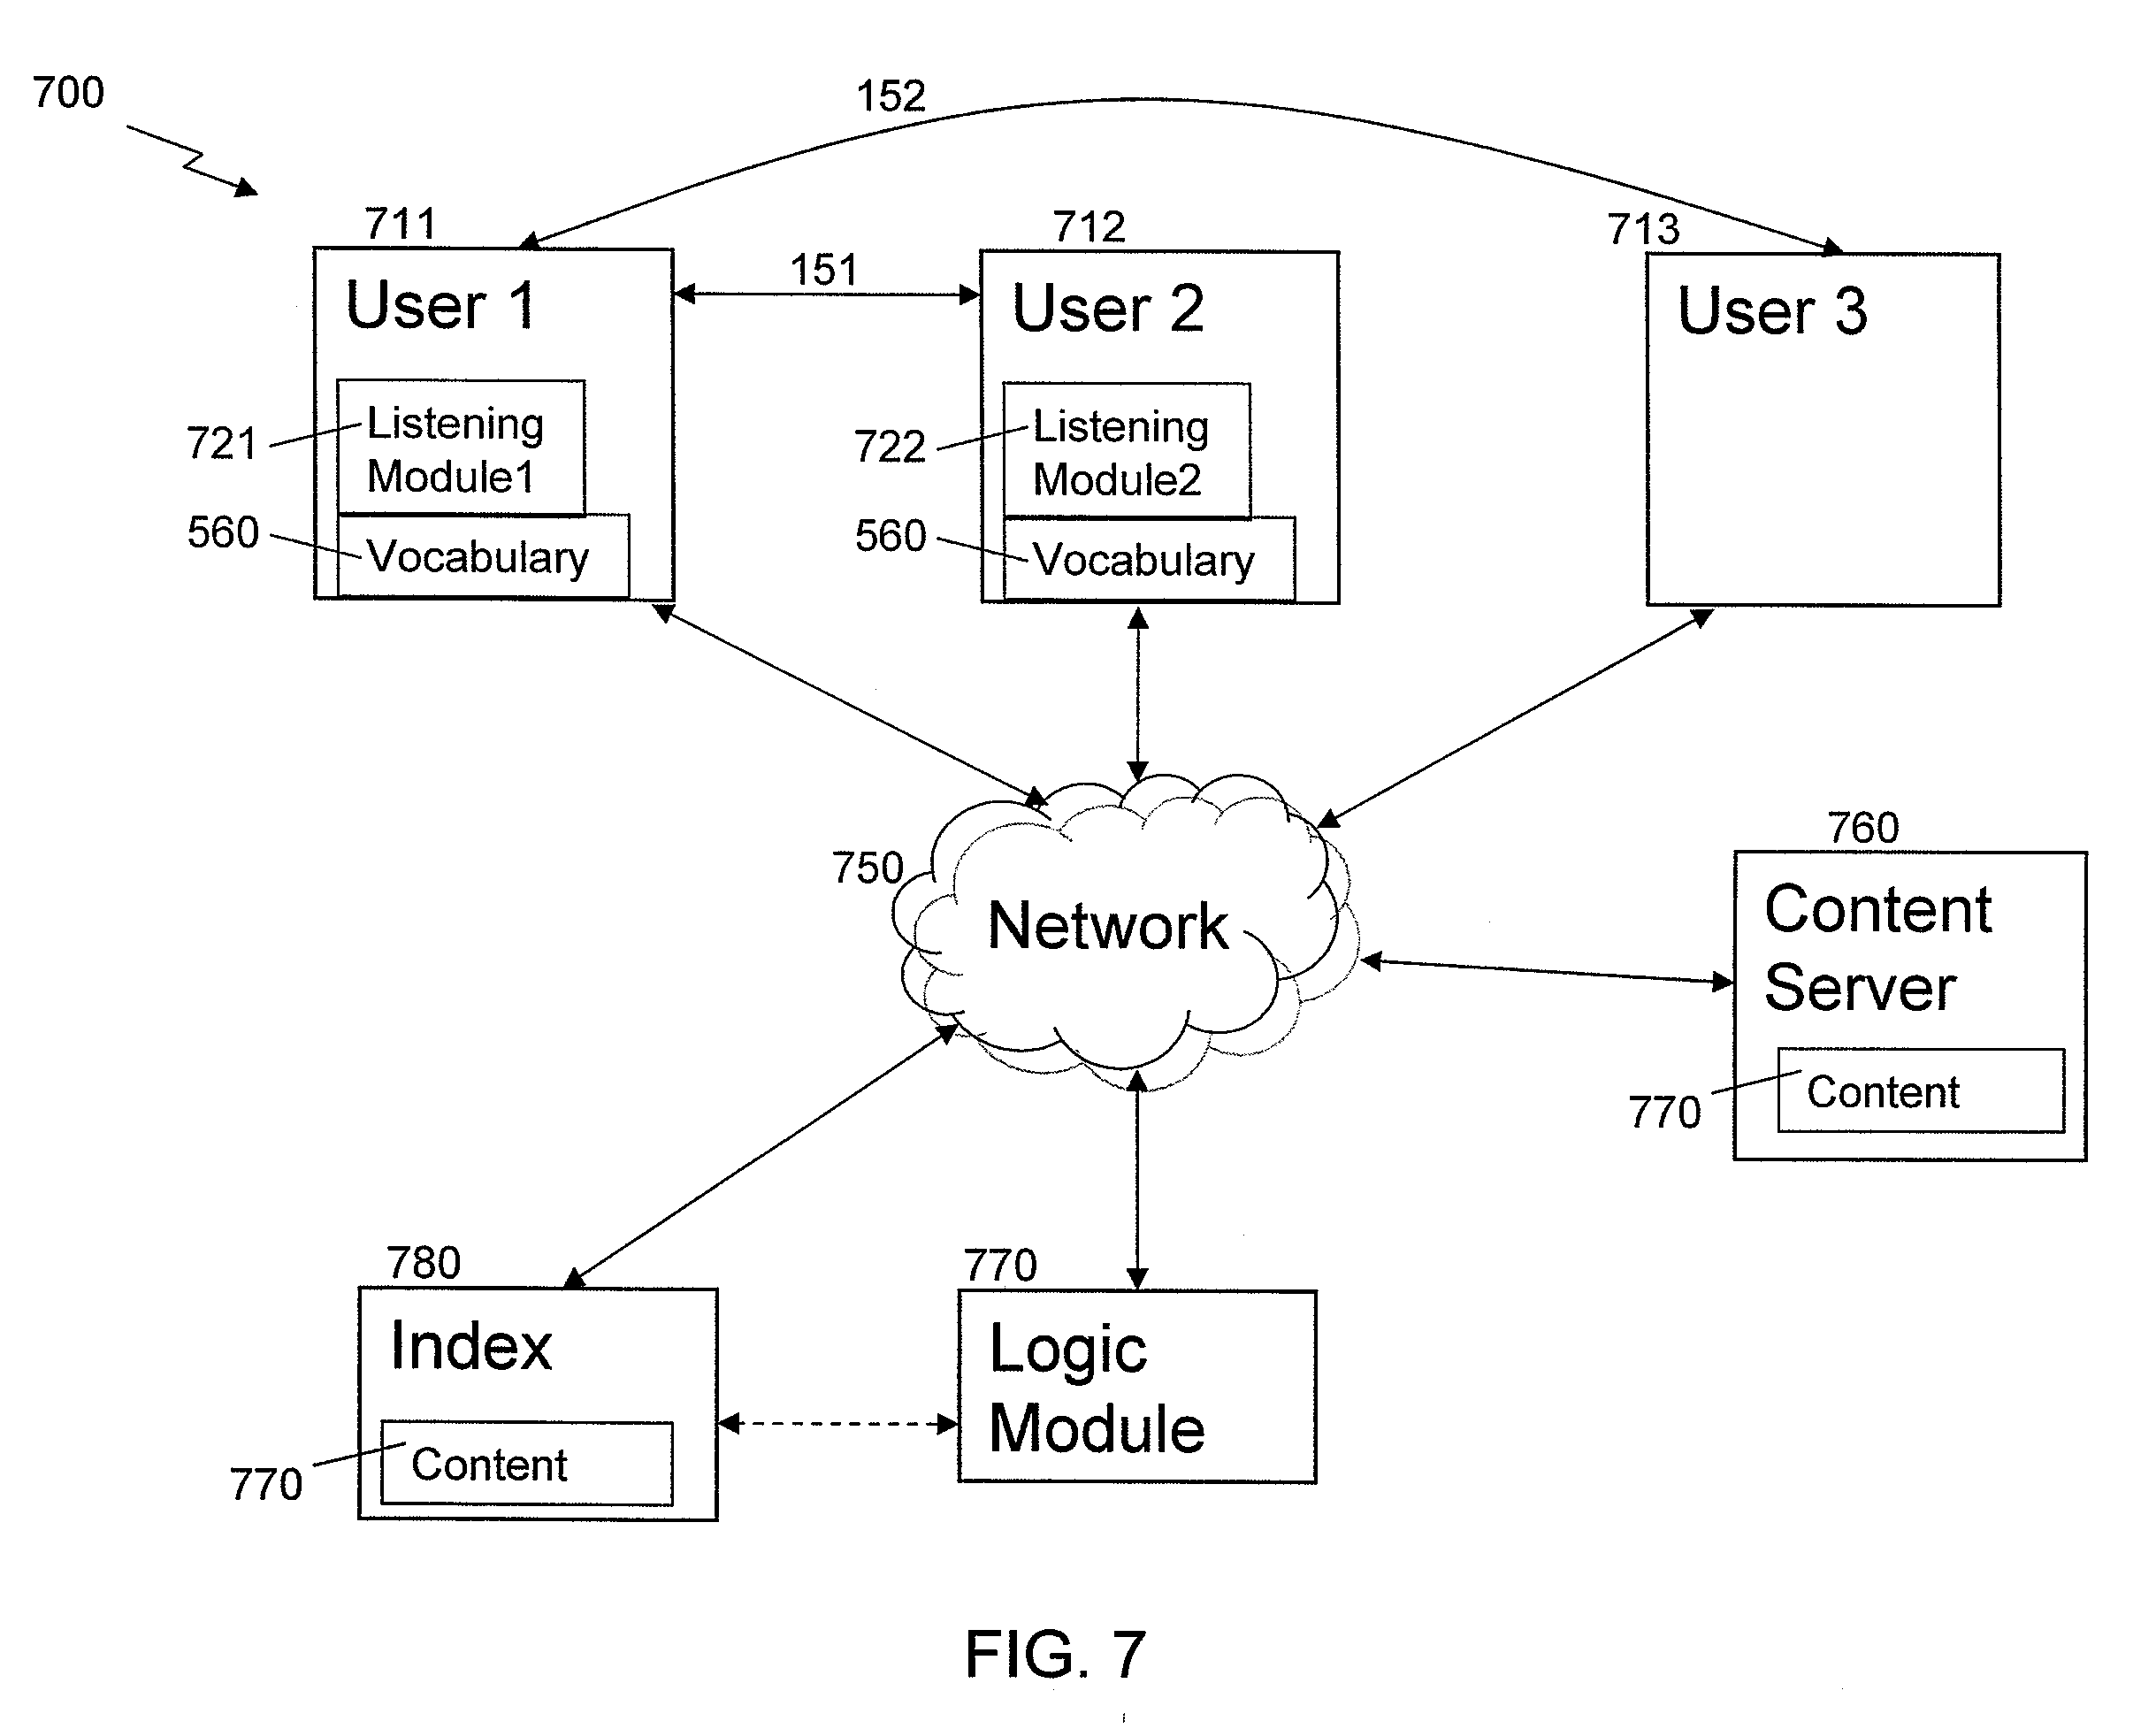 700
152
711
712
713
151
User 1
User 2
User 3
721
Listening
Module1
722
Listening
Module2
560
Vocabulary
560
Vocabulary
750
Network
760
Content
Server
770
Content
780
Index
770
Content
770
Logic
Module
FIG. 7